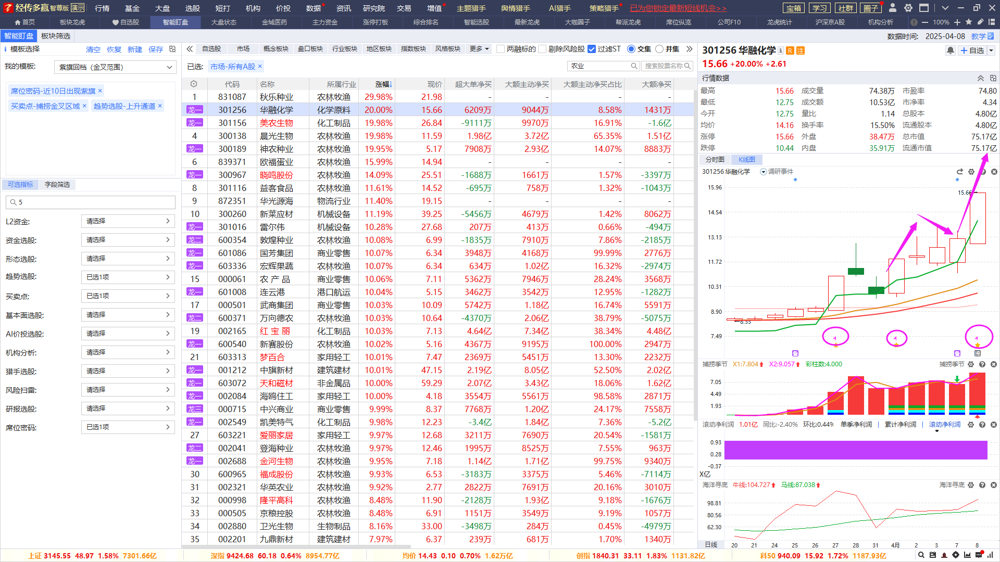 经传多赢 智尊版 演示 行情 基金 大盘 选股 短打 机构 价投 数据 资讯 研究院 交易 增值 主题猎手 舆情猎手 AI猎手 策略猎手 已为您锁定最新短线机会>> 宝箱 学习 社群 圈子
首页 板块龙虎 自选股 智能盯盘 大盘状态 金域医药 主力资金 涨停打板 综合排名 智能选股 最新龙虎 大咖圈子 帮派龙虎 席位纵览 公司F10 龙虎统计 沪深京A股 机构分析 100%
智能盯盘 板块筛选 数据时间: 2025-04-08 教学
模板选择 清空 恢复 新建 保存
我的模板: 紫旗回档（金叉范围）
席位密码-近10日出现紫旗 ×
买卖点-捕捞金叉区域 × 趋势选股-上升通道 ×
可选指标 字段筛选
5
L2资金: 请选择
资金选股: 请选择
形态选股: 请选择
趋势选股: 已选1项
买卖点: 已选1项
基本面选股: 请选择
AI价投选股: 请选择
机构分析: 请选择
猎手选股: 请选择
风险扫雷: 请选择
研报选股: 请选择
席位密码: 已选1项
自选股 市场 概念板块 盘口板块 行业板块 地区板块 指数板块 风格板块 更多 两融标的 剔除风险股 过滤ST 交集 并集
已选: 市场-所有A股 × 农业 搜索股票名称
代码 名称 所属行业 涨幅↓ 现价 超大单净买 大额主动净买 大额主动净买占比 大额净买
1 831087 秋乐种业 农林牧渔 29.98% 21.98 - - - -
龙一 301256 华融化学 化学原料 20.00% 15.66 6209万 9044万 8.58% 1431万
龙一 301156 美农生物 化工制品 19.98% 26.84 -9111万 9970万 16.91% -1.6亿
4 300138 晨光生物 农林牧渔 19.98% 11.59 1.98亿 3.72亿 65.35% 1.51亿
龙一 300189 神农种业 农林牧渔 19.95% 5.17 7908万 2.93亿 14.07% 8883万
6 839371 欧福蛋业 农林牧渔 15.99% 14.94 - - - -
龙一 300967 晓鸣股份 农林牧渔 14.09% 25.51 -1688万 1661万 1.57% -3397万
8 301116 益客食品 农林牧渔 11.61% 14.52 -695万 758万 1.32% -1043万
9 872351 华光源海 物流行业 11.40% 19.15 - - - -
10 300260 新莱应材 机械设备 11.19% 39.25 -5456万 4679万 1.42% 8062万
龙一 301016 雷尔伟 机械设备 10.28% 27.68 207万 413万 0.66% -494万
龙二 600354 敦煌种业 农林牧渔 10.08% 6.99 -1835万 7910万 7.86% -2185万
龙一 601086 国芳集团 商业零售 10.07% 6.34 3948万 4168万 99.99% 2776万
龙一 603336 宏辉果蔬 农林牧渔 10.07% 6.34 634万 1.02亿 16.32% -2974万
15 000061 农 产 品 商业零售 10.06% 7.11 5362万 7946万 28.24% 3568万
龙一 601008 连云港 港口航运 10.04% 5.15 3462万 3542万 12.95% -1282万
17 000501 武商集团 商业零售 10.03% 10.09 5742万 1.18亿 16.74% 5591万
龙二 600371 万向德农 农林牧渔 10.03% 10.64 -4370万 2.06亿 38.79% -5075万
19 002165 红 宝 丽 化工制品 10.03% 7.13 4.64亿 7.34亿 38.34% 4.48亿
龙一 600540 新赛股份 农林牧渔 10.02% 5.16 4367万 9195万 100.00% 2947万
21 603313 梦百合 家用轻工 10.01% 7.47 2369万 5451万 13.30% 2232万
龙一 001212 中旗新材 建筑建材 10.01% 47.15 2.19亿 8.05亿 52.50% 2.02亿
龙一 603072 天和磁材 非金属品 10.00% 59.29 2.07亿 3.43亿 18.06% 1.62亿
龙一 002084 海鸥住工 家用轻工 10.00% 4.18 3554万 5561万 98.58% 2871万
龙三 000715 中兴商业 商业零售 9.99% 8.37 7768万 1.20亿 24.17% 7558万
龙一 002549 凯美特气 化工制品 9.98% 12.23 -3.4亿 1.84亿 7.36% -5.2亿
27 603221 爱丽家居 家用轻工 9.97% 12.68 3211万 7690万 20.54% -1581万
龙二 002041 登海种业 农林牧渔 9.97% 12.46 1995万 8525万 7.55% 963万
龙一 002688 金河生物 农林牧渔 9.95% 7.18 1.14亿 1.71亿 99.75% 9340万
30 600965 福成股份 农林牧渔 9.93% 6.53 -3183万 3375万 5.46% -7114万
31 002321 华英农业 农林牧渔 9.92% 2.77 2822万 7691万 20.16% 3010万
32 000998 隆平高科 农林牧渔 8.48% 11.90 -2128万 1.93亿 9.18% -1676万
33 000505 京粮控股 农林牧渔 8.48% 6.91 1151万 3549万 9.19% 1057万
34 002880 卫光生物 生物制品 8.16% 33.00 -3498万 284万 0.45% -4979万
35 002201 九鼎新材 建筑建材 7.97% 6.37 239万 681万 1.70% 1340万
301256 华融化学 R 注 自选
15.66 +20.00% +2.61
行情数据
最高 15.66 成交量 74.38万 市盈率 74.80
最低 12.75 成交额 10.53亿 市净率 4.34
今开 12.75 量比 1.14 总股本 4.80亿
均价 14.16 换手率 15.50% 流通股本 4.80亿
涨停 15.66 外盘 38.47万 总市值 75.17亿
跌停 10.44 内盘 35.91万 流通市值 75.17亿
分时图 K线图
301256 华融化学 调研事件
15.96
15.66
14.54
13.13
11.72
10.31
8.90
8.33
7.49
捕捞季节 X1:7.804 X2:9.057 彩柱数:4.000 捕捞季节
7.05
4.49
1.93
滚动净利润 1.01亿 同比:-2.40% 环比:0.44% 单季净利润 累计净利润 滚动净利润
0.93
0.28
-0.37
X亿
海洋寻底 牛线:104.727 马线:87.038 海洋寻底
98.81
80.56
62.30
日线 20 21 24 25 26 27 28 31 4月 2 3 7 8
上证 3145.55 48.97 1.58% 7301.66亿 深指 9424.68 60.18 0.64% 8954.77亿 均价 14.43 0.10 0.70% 1.62万亿 创指 1840.31 33.11 1.83% 1131.82亿 科50 940.09 15.92 1.72% 1187.93亿